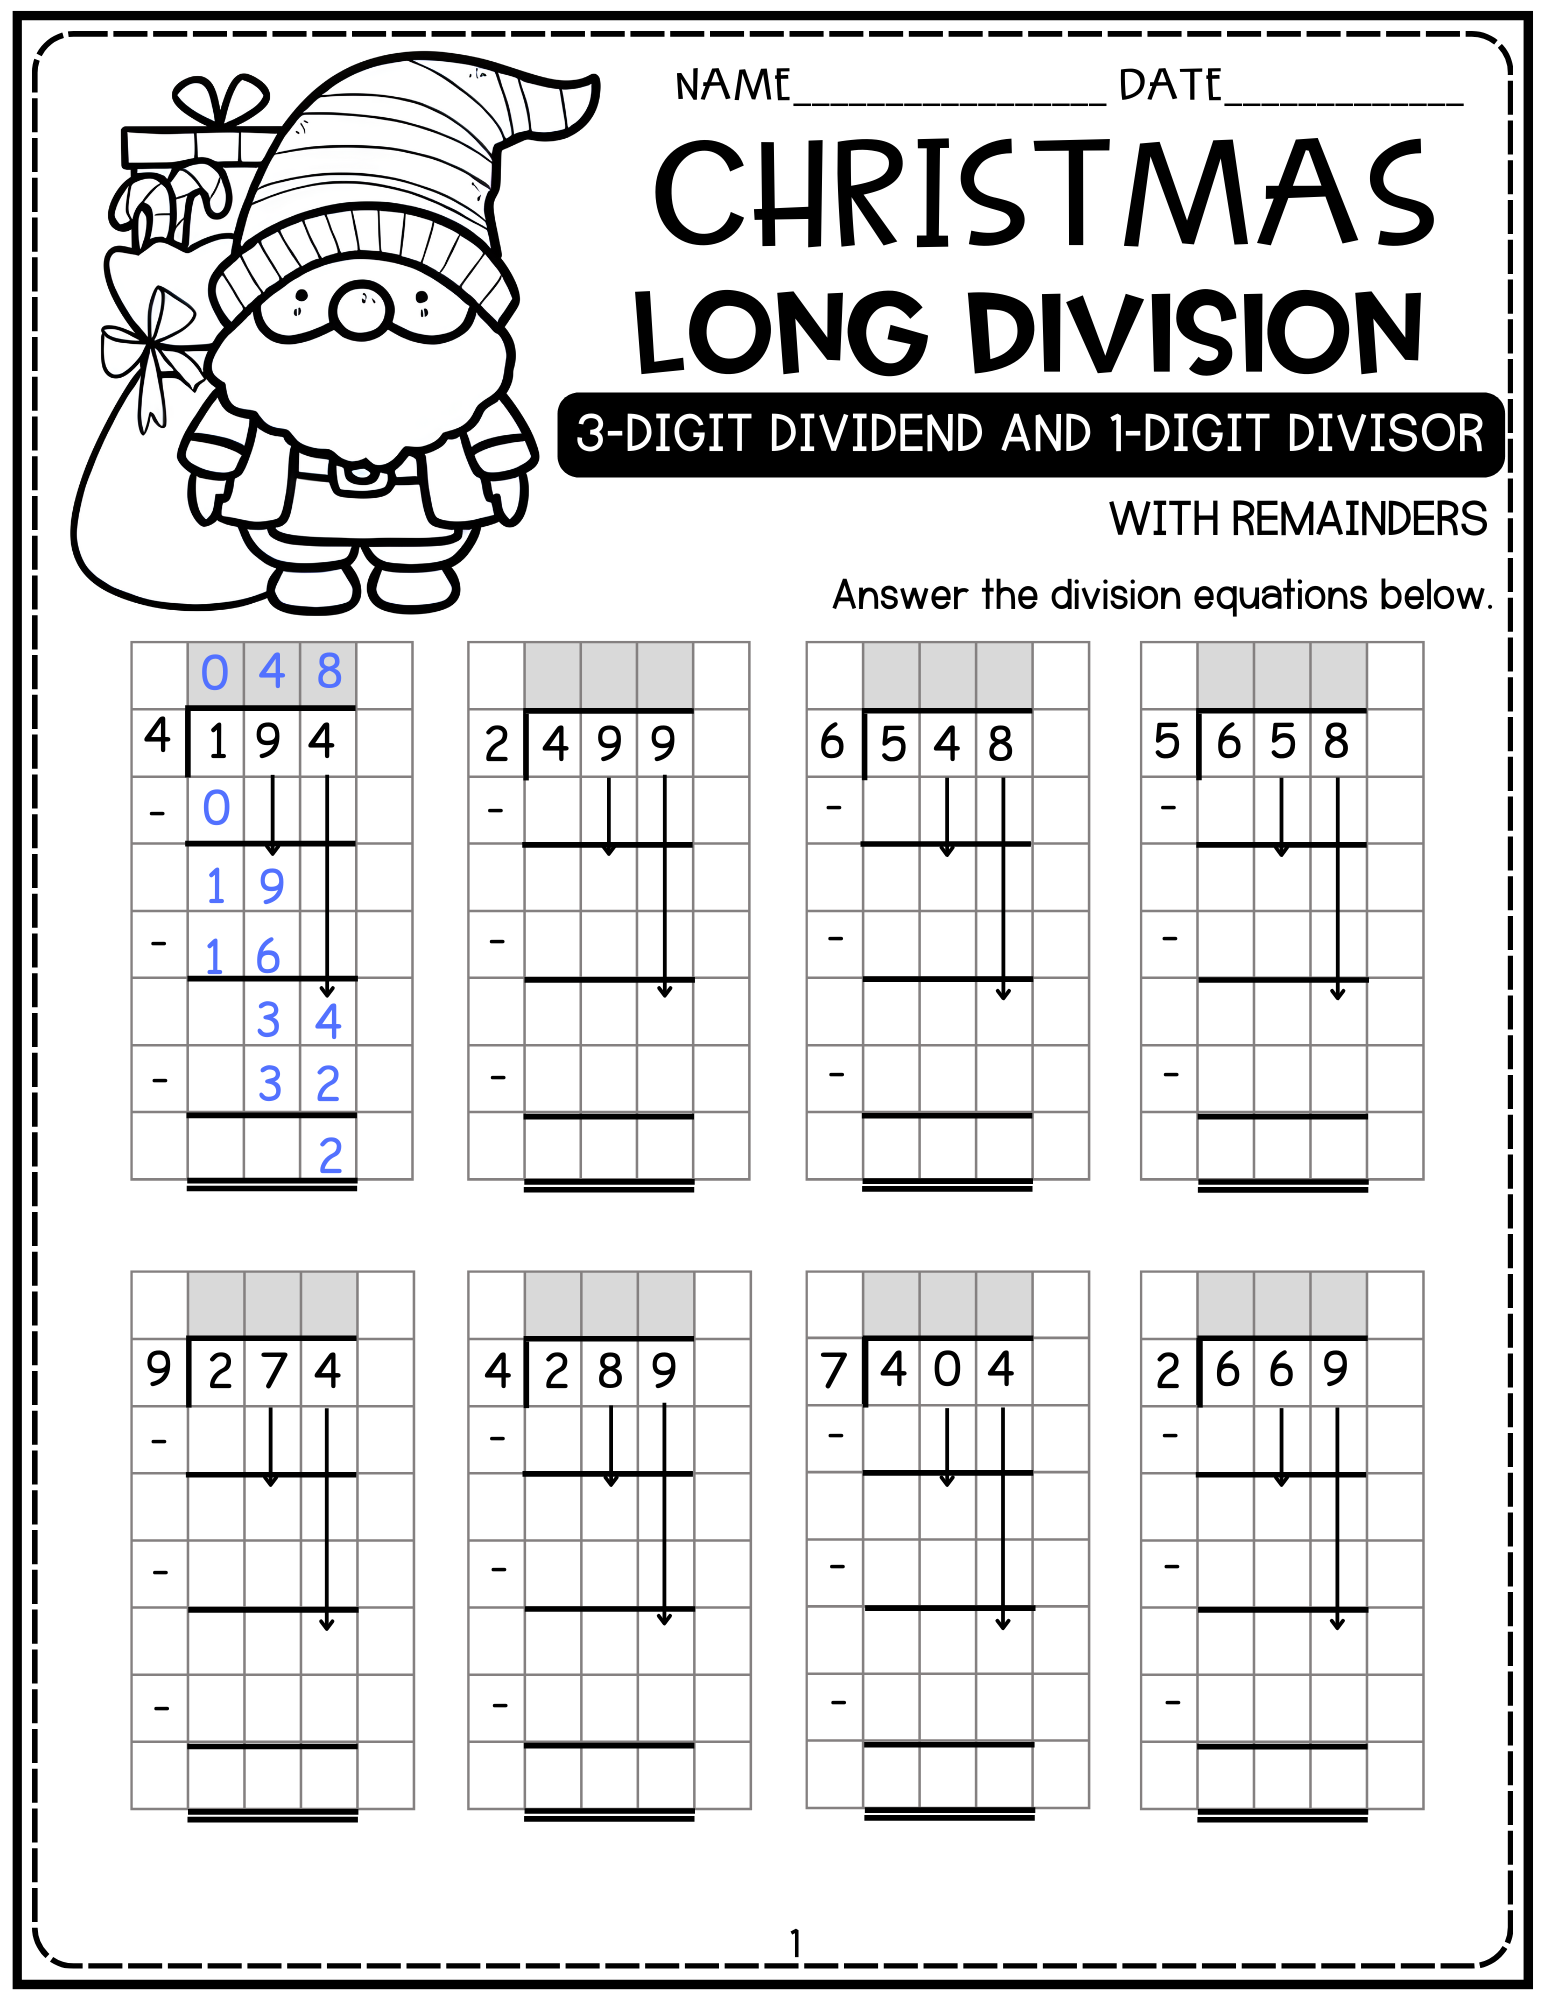 NAME_________________ DATE_____________
CHRISTMAS
LONG DIVISION
3-DIGIT DIVIDEND AND 1-DIGIT DIVISOR
WITH REMAINDERS
Answer the division equations below.
0 4 8
4 1 9 4
- 0
1 9
- 1 6
3 4
- 3 2
2
2 4 9 9
-
-
-
6 5 4 8
-
-
-
5 6 5 8
-
-
-
9 2 7 4
-
-
-
4 2 8 9
-
-
-
7 4 0 4
-
-
-
2 6 6 9
-
-
-
1